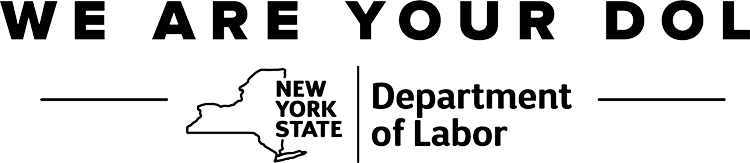 WE ARE YOUR DOL
NEW
YORK
STATE
Department
of Labor